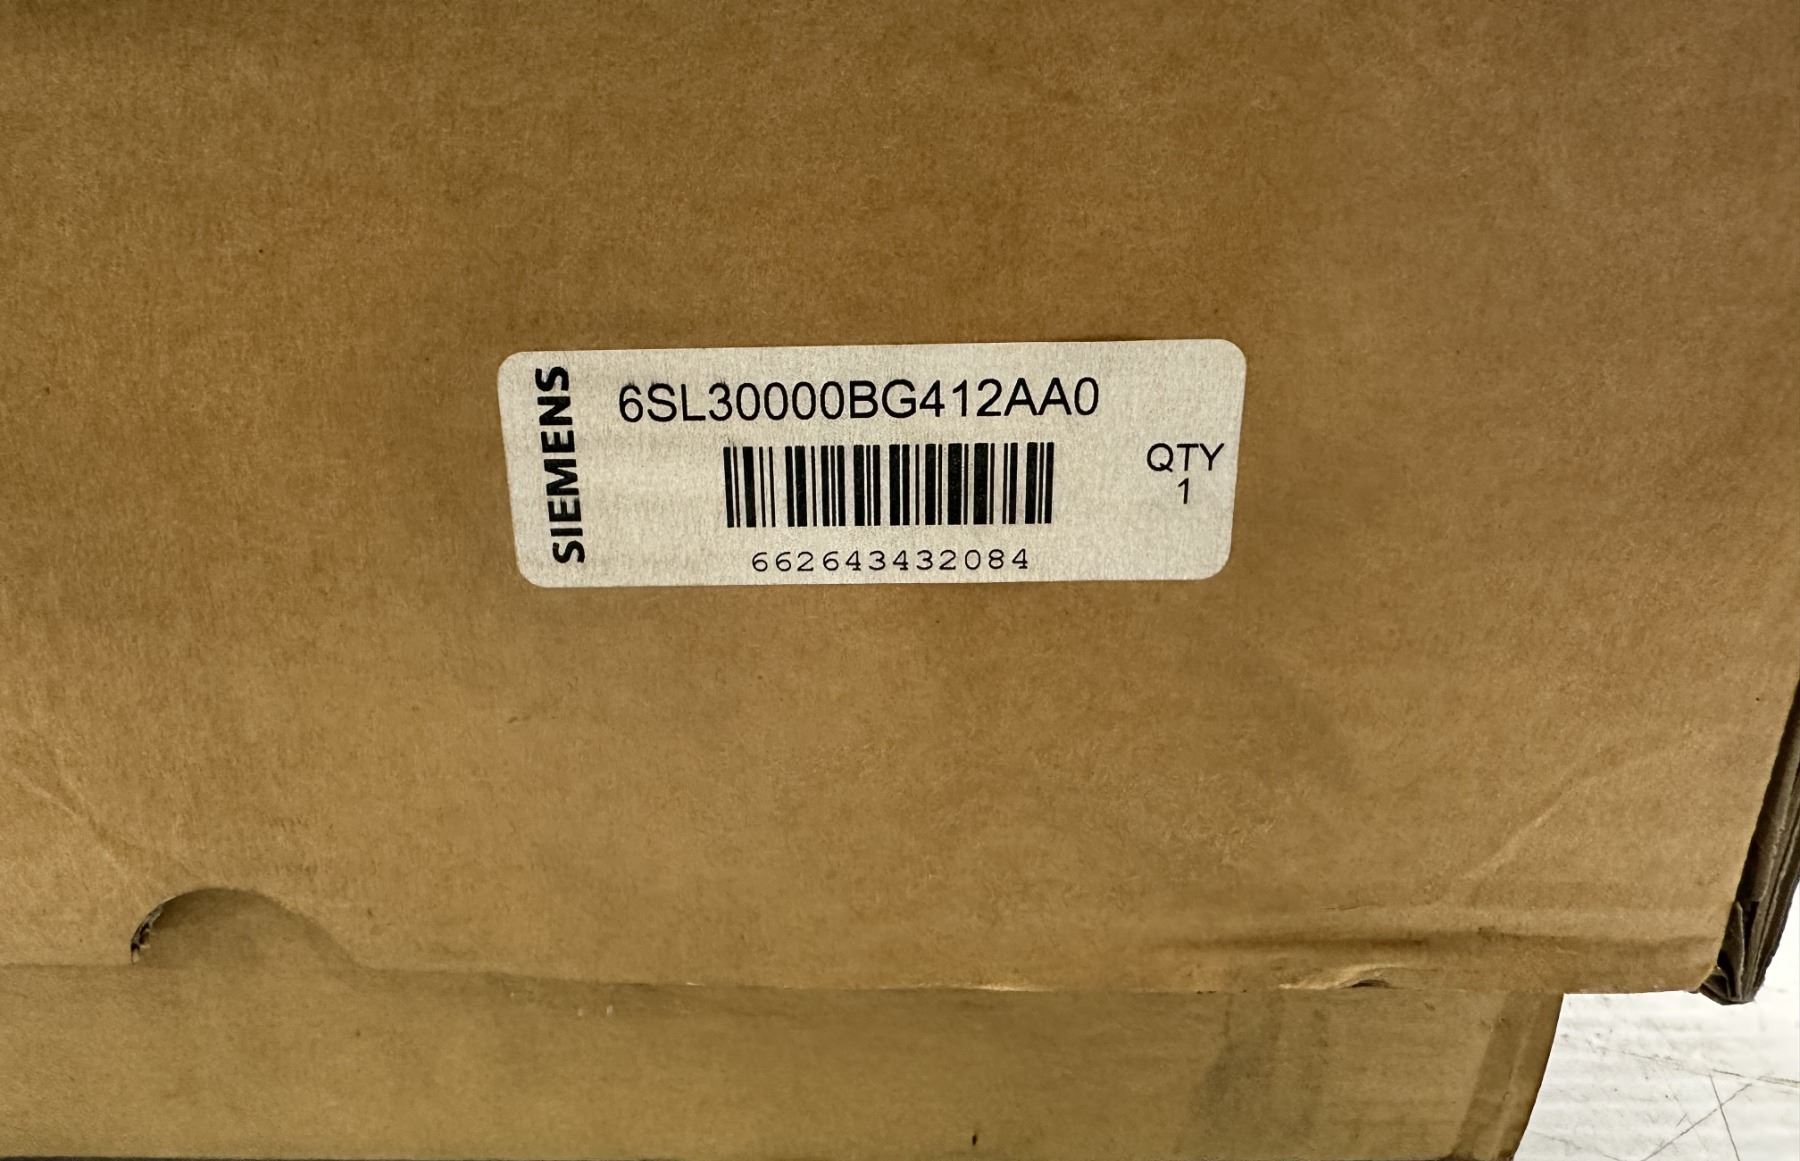 SIEMENS
6SL30000BG412AA0
QTY
1
662643432084